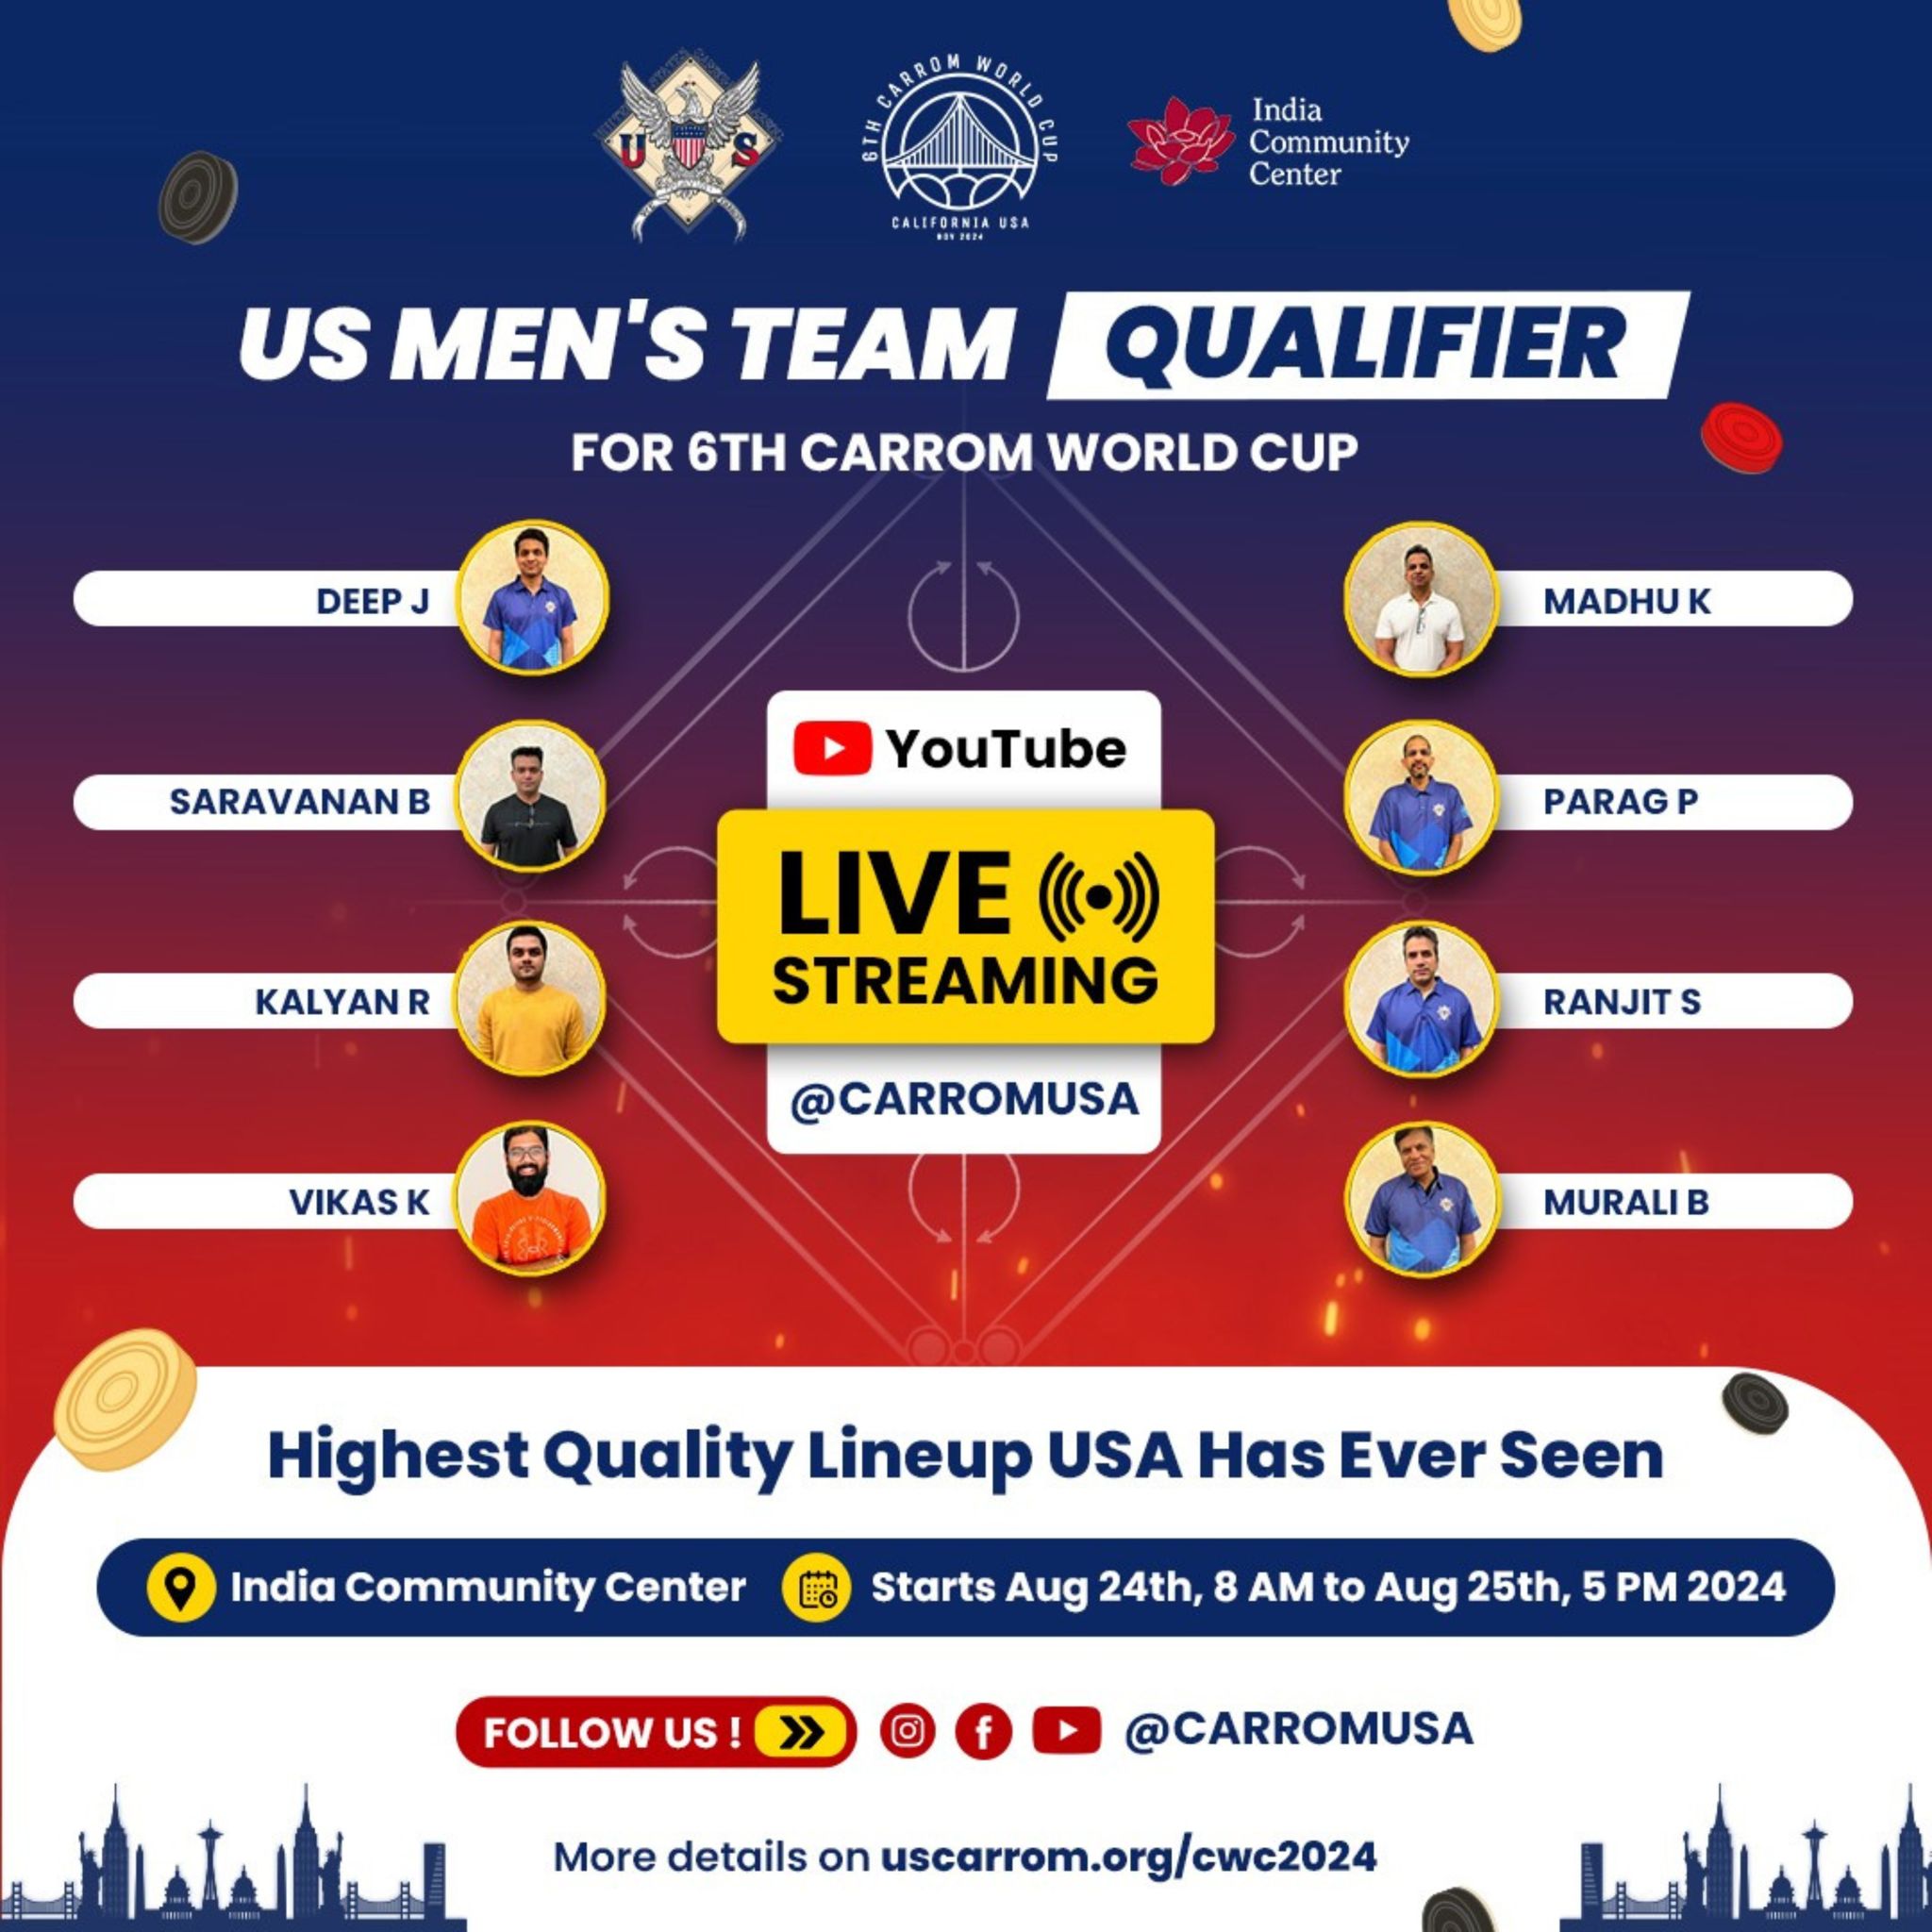 U S
6TH CARROM WORLD CUP
CALIFORNIA USA
NOV 2024
India
Community
Center
US MEN'S TEAM QUALIFIER
FOR 6TH CARROM WORLD CUP
DEEP J
MADHU K
SARAVANAN B
PARAG P
KALYAN R
RANJIT S
VIKAS K
MURALI B
YouTube
LIVE
STREAMING
@CARROMUSA
Highest Quality Lineup USA Has Ever Seen
India Community Center
Starts Aug 24th, 8 AM to Aug 25th, 5 PM 2024
FOLLOW US !
@CARROMUSA
More details on uscarrom.org/cwc2024